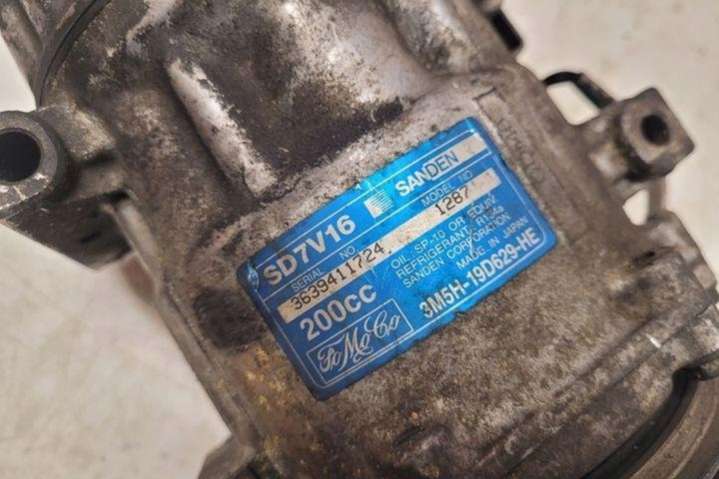 SD7V16 SANDEN
SERIAL NO. MODEL NO.
3639411724 1287
200CC
OIL, SP-10 OR EQUIV
REFRIGERANT, R134a
SANDEN CORPORATION
MADE IN JAPAN
FoMoCo
3M5H-19D629-HE